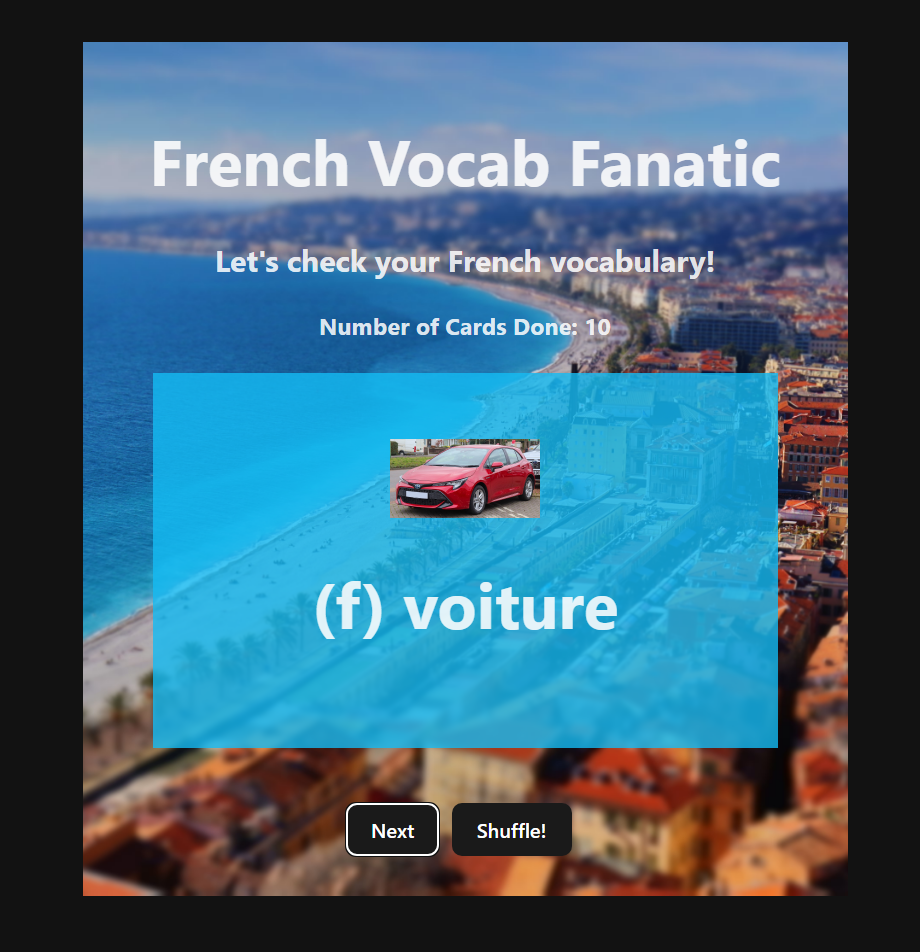 French Vocab Fanatic
Let's check your French vocabulary!
Number of Cards Done: 10
(f) voiture
Next
Shuffle!